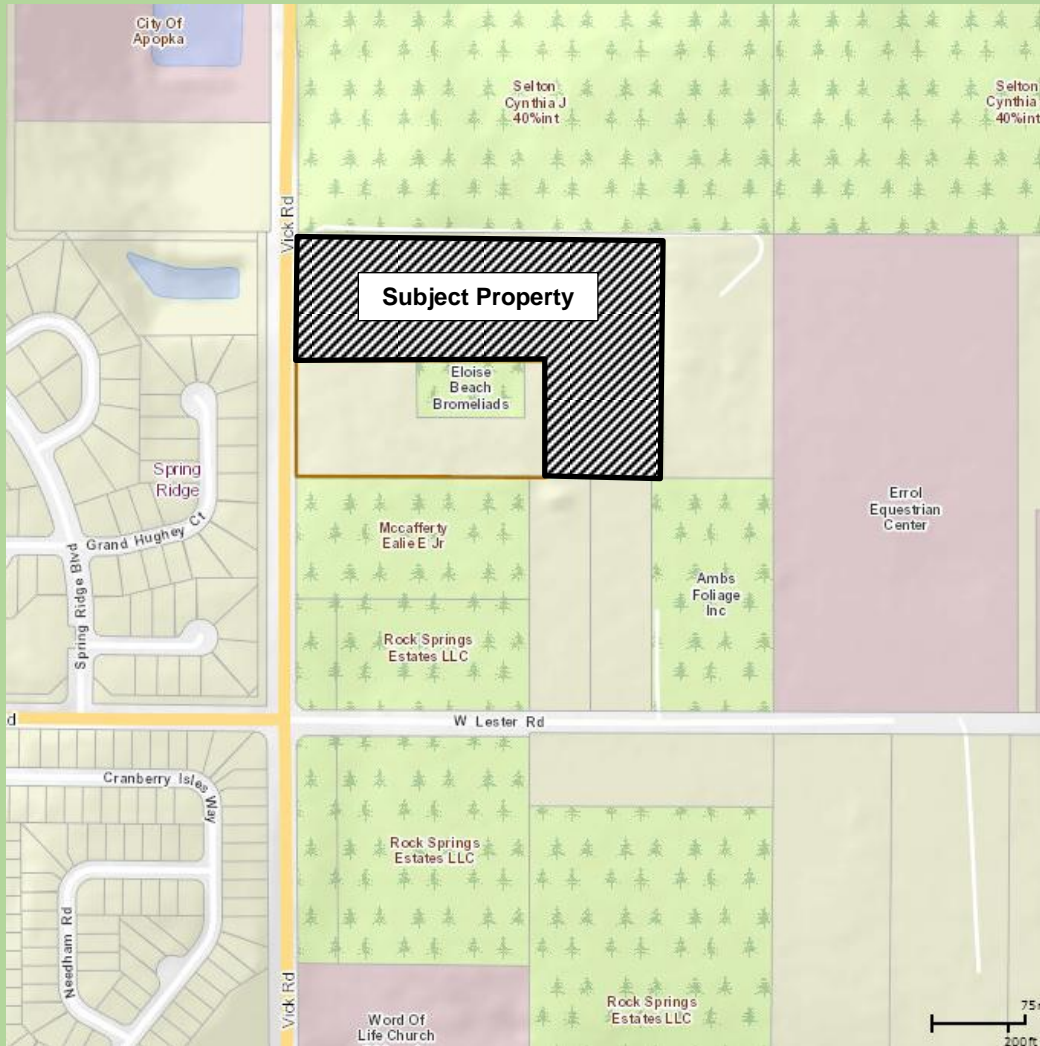 City Of
Apopka
Selton
Cynthia J
40%int
Selton
Cynthia
40%int
Vick Rd
Subject Property
Eloise
Beach
Bromeliads
Spring
Ridge
Grand Hughey Ct
Spring Ridge Blvd
Mccafferty
Ealie E Jr
Errol
Equestrian
Center
Ambs
Foliage
Inc
Rock Springs
Estates LLC
d
W Lester Rd
Cranberry Isles Way
Rock Springs
Estates LLC
Needham Rd
Vick Rd
Word Of
Life Church
Rock Springs
Estates LLC
75
200ft